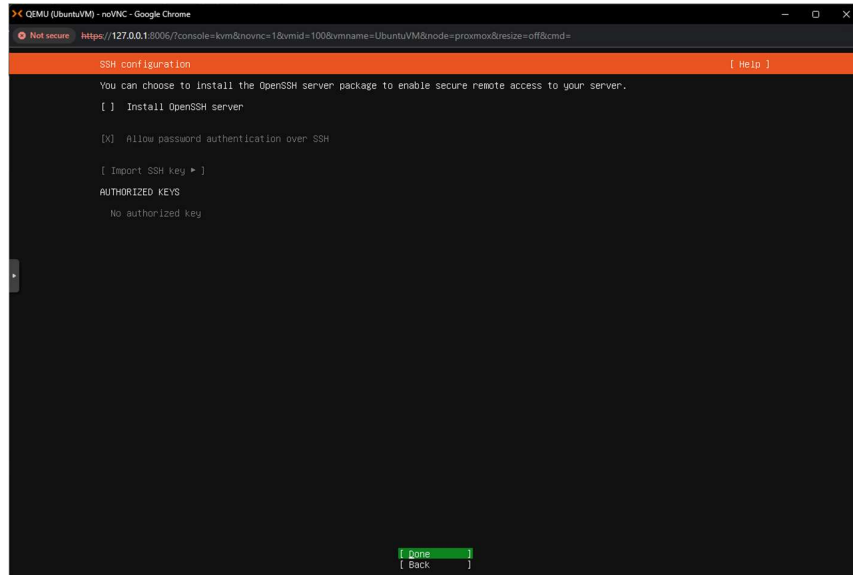 QEMU (UbuntuVM) - noVNC - Google Chrome
Not secure https://127.0.0.1:8006/?console=kvm&novnc=1&vmid=100&vmname=UbuntuVM&node=proxmox&resize=off&cmd=
SSH configuration [ Help ]
You can choose to install the OpenSSH server package to enable secure remote access to your server.
[ ] Install OpenSSH server
[X] Allow password authentication over SSH
[ Import SSH key ▸ ]
AUTHORIZED KEYS
No authorized key
[ Done ]
[ Back ]